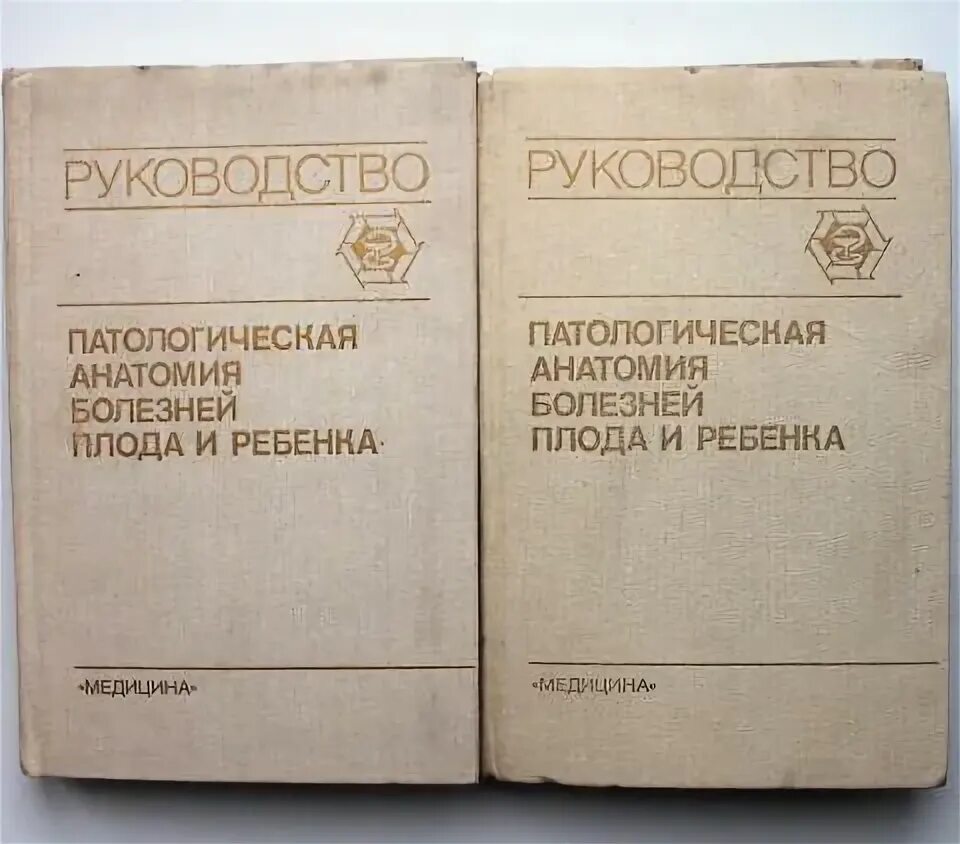 РУКОВОДСТВО
ПАТОЛОГИЧЕСКАЯ
АНАТОМИЯ
БОЛЕЗНЕЙ
ПЛОДА И РЕБЕНКА
«МЕДИЦИНА»
РУКОВОДСТВО
ПАТОЛОГИЧЕСКАЯ
АНАТОМИЯ
БОЛЕЗНЕЙ
ПЛОДА И РЕБЕНКА
«МЕДИЦИНА»